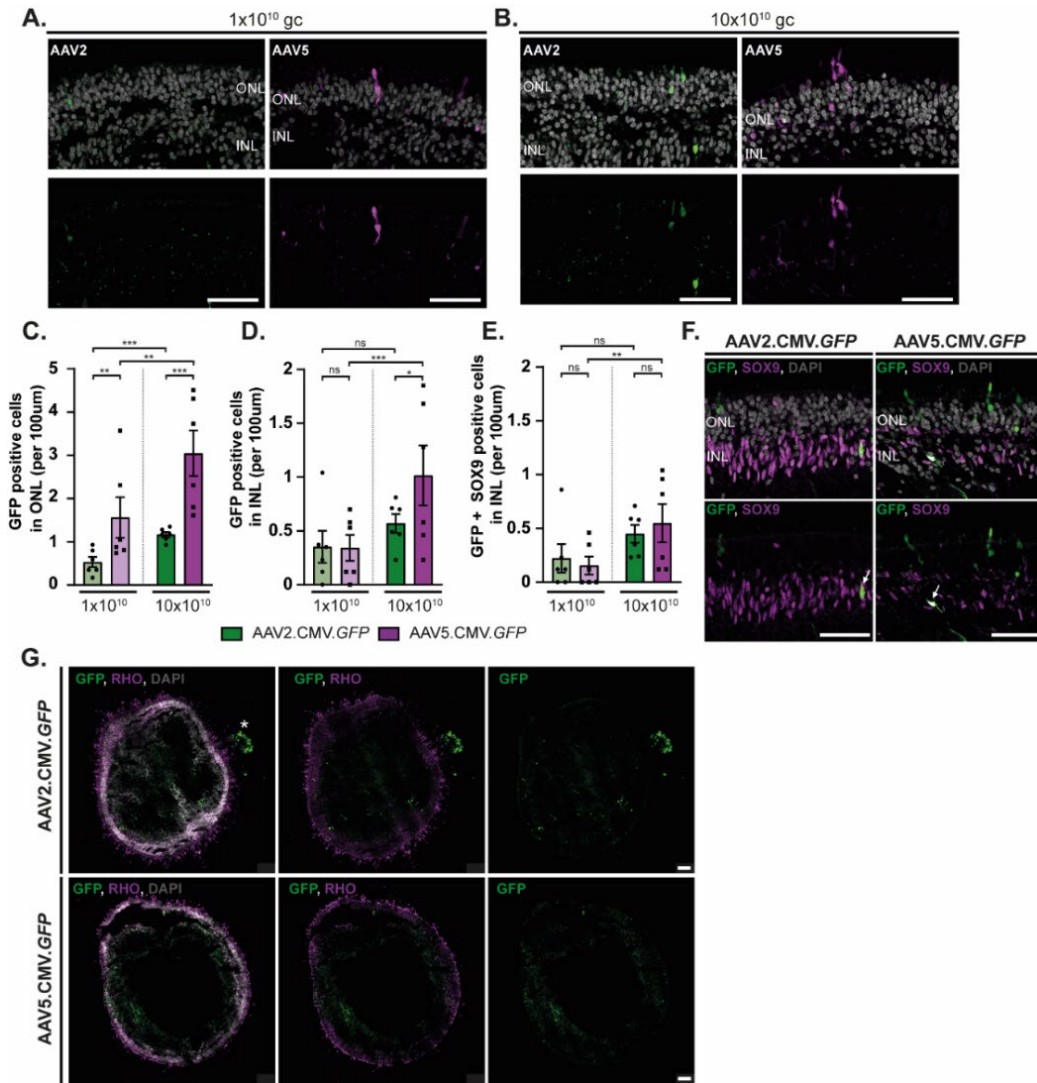 A.
1x10¹⁰ gc
B.
10x10¹⁰ gc
AAV2
AAV5
AAV2
AAV5
ONL
INL
ONL
INL
ONL
INL
ONL
INL
C.
***
**
**
***
GFP positive cells
in ONL (per 100um)
5
4
3
2
1
0
1x10¹⁰
10x10¹⁰
D.
ns
***
ns
*
GFP positive cells
in INL (per 100um)
2
1.5
1
0.5
0
1x10¹⁰
10x10¹⁰
E.
ns
**
ns
ns
GFP + SOX9 positive cells
in INL (per 100um)
2
1.5
1
0.5
0
1x10¹⁰
10x10¹⁰
AAV2.CMV.GFP
AAV5.CMV.GFP
F.
AAV2.CMV.GFP
AAV5.CMV.GFP
GFP, SOX9, DAPI
GFP, SOX9, DAPI
ONL
INL
ONL
INL
GFP, SOX9
GFP, SOX9
G.
AAV2.CMV.GFP
GFP, RHO, DAPI
*
GFP, RHO
GFP
AAV5.CMV.GFP
GFP, RHO, DAPI
GFP, RHO
GFP